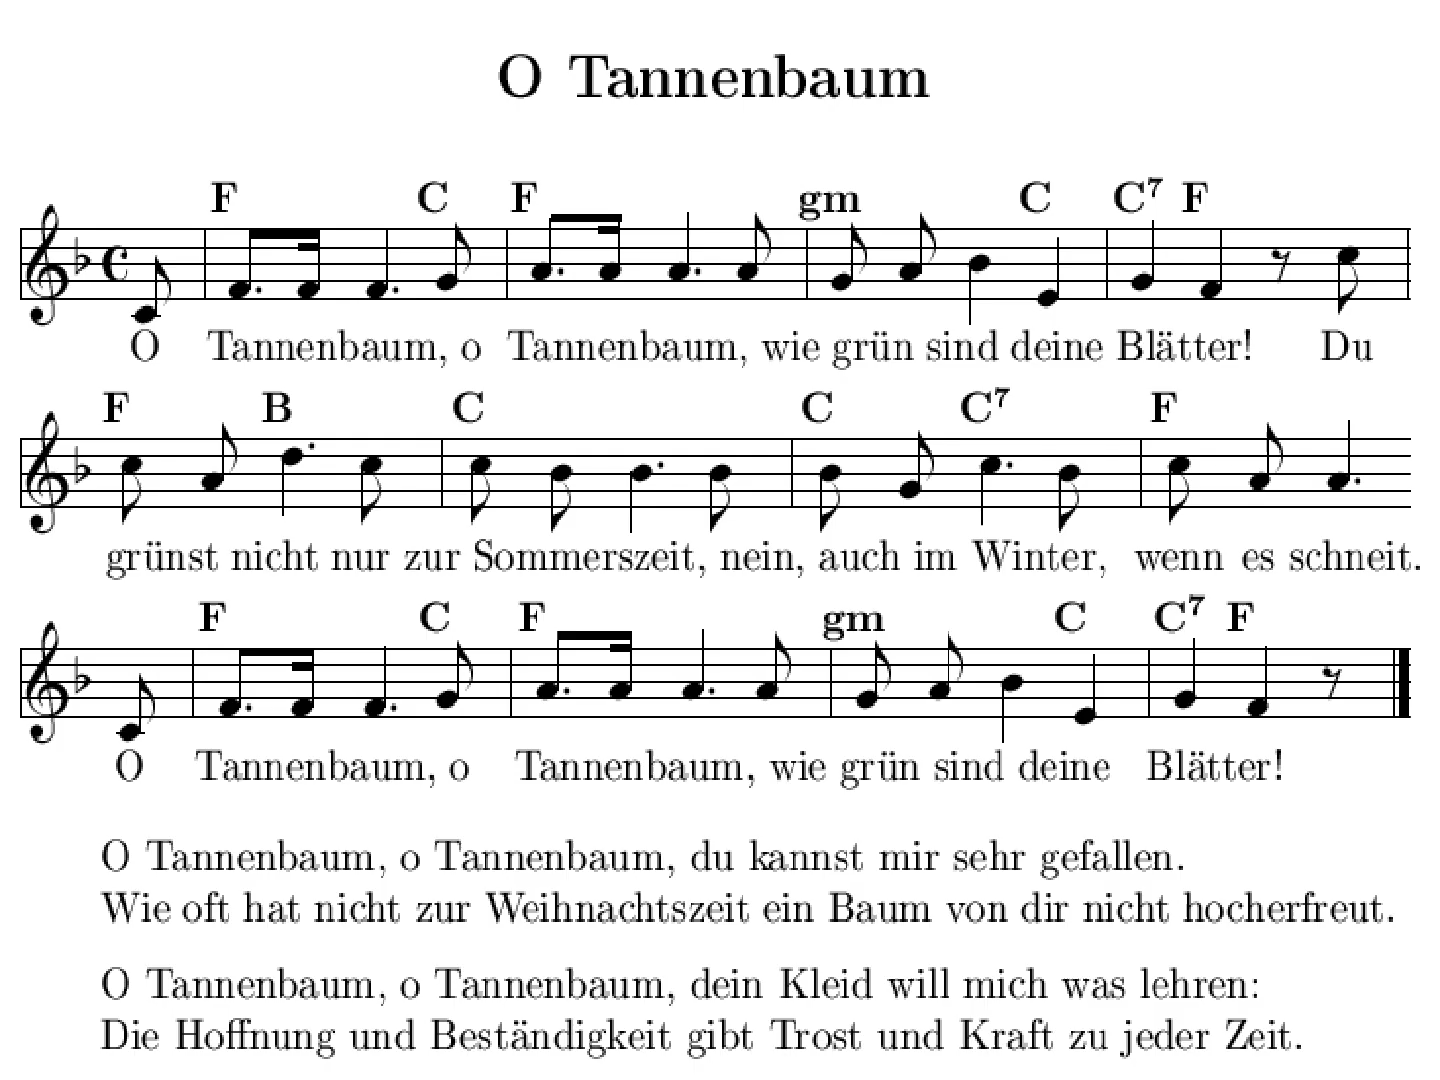 O Tannenbaum
F C F gm C C7 F
O Tannenbaum, o Tannenbaum, wie grün sind deine Blätter! Du
F B C C C7 F
grünst nicht nur zur Sommerszeit, nein, auch im Winter, wenn es schneit.
F C F gm C C7 F
O Tannenbaum, o Tannenbaum, wie grün sind deine Blätter!
O Tannenbaum, o Tannenbaum, du kannst mir sehr gefallen.
Wie oft hat nicht zur Weihnachtszeit ein Baum von dir nicht hocherfreut.
O Tannenbaum, o Tannenbaum, dein Kleid will mich was lehren:
Die Hoffnung und Beständigkeit gibt Trost und Kraft zu jeder Zeit.